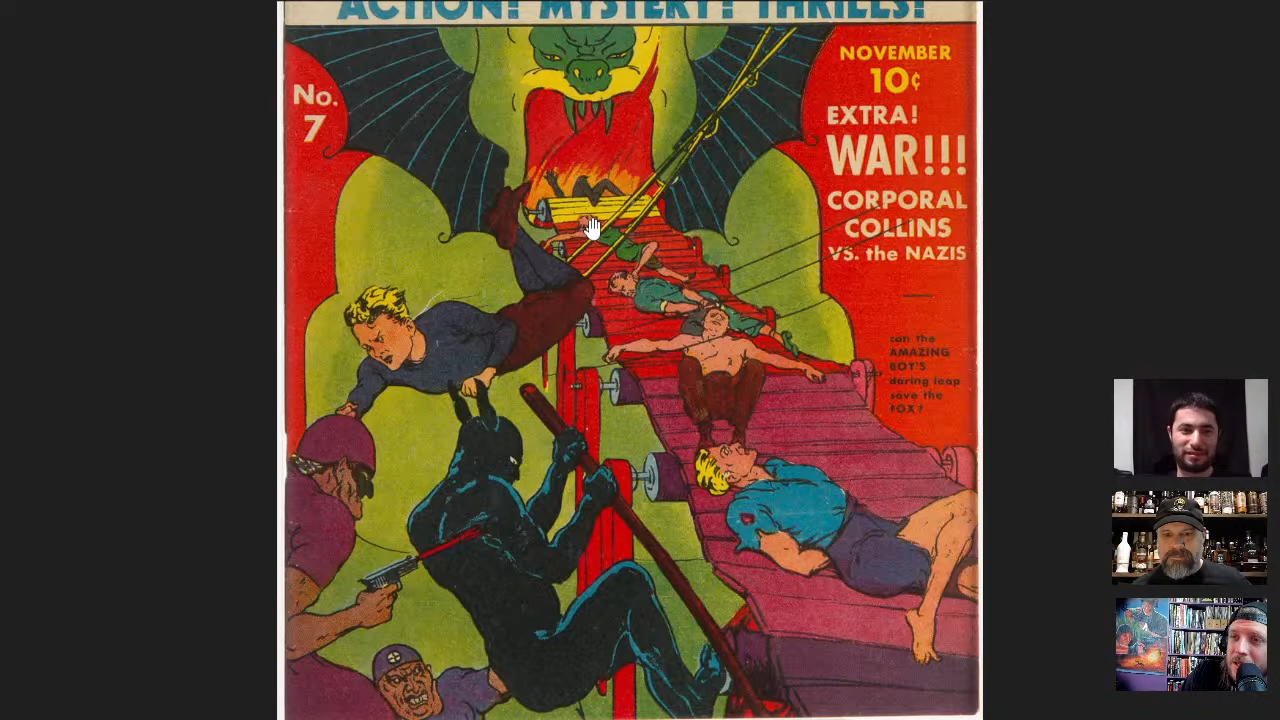 ACTION! MYSTERY! THRILLS!
No.
7
NOVEMBER
10¢
EXTRA!
WAR!!!
CORPORAL
COLLINS
VS. the NAZIS
can the
AMAZING
BOY'S
daring leap
save the
FOX?